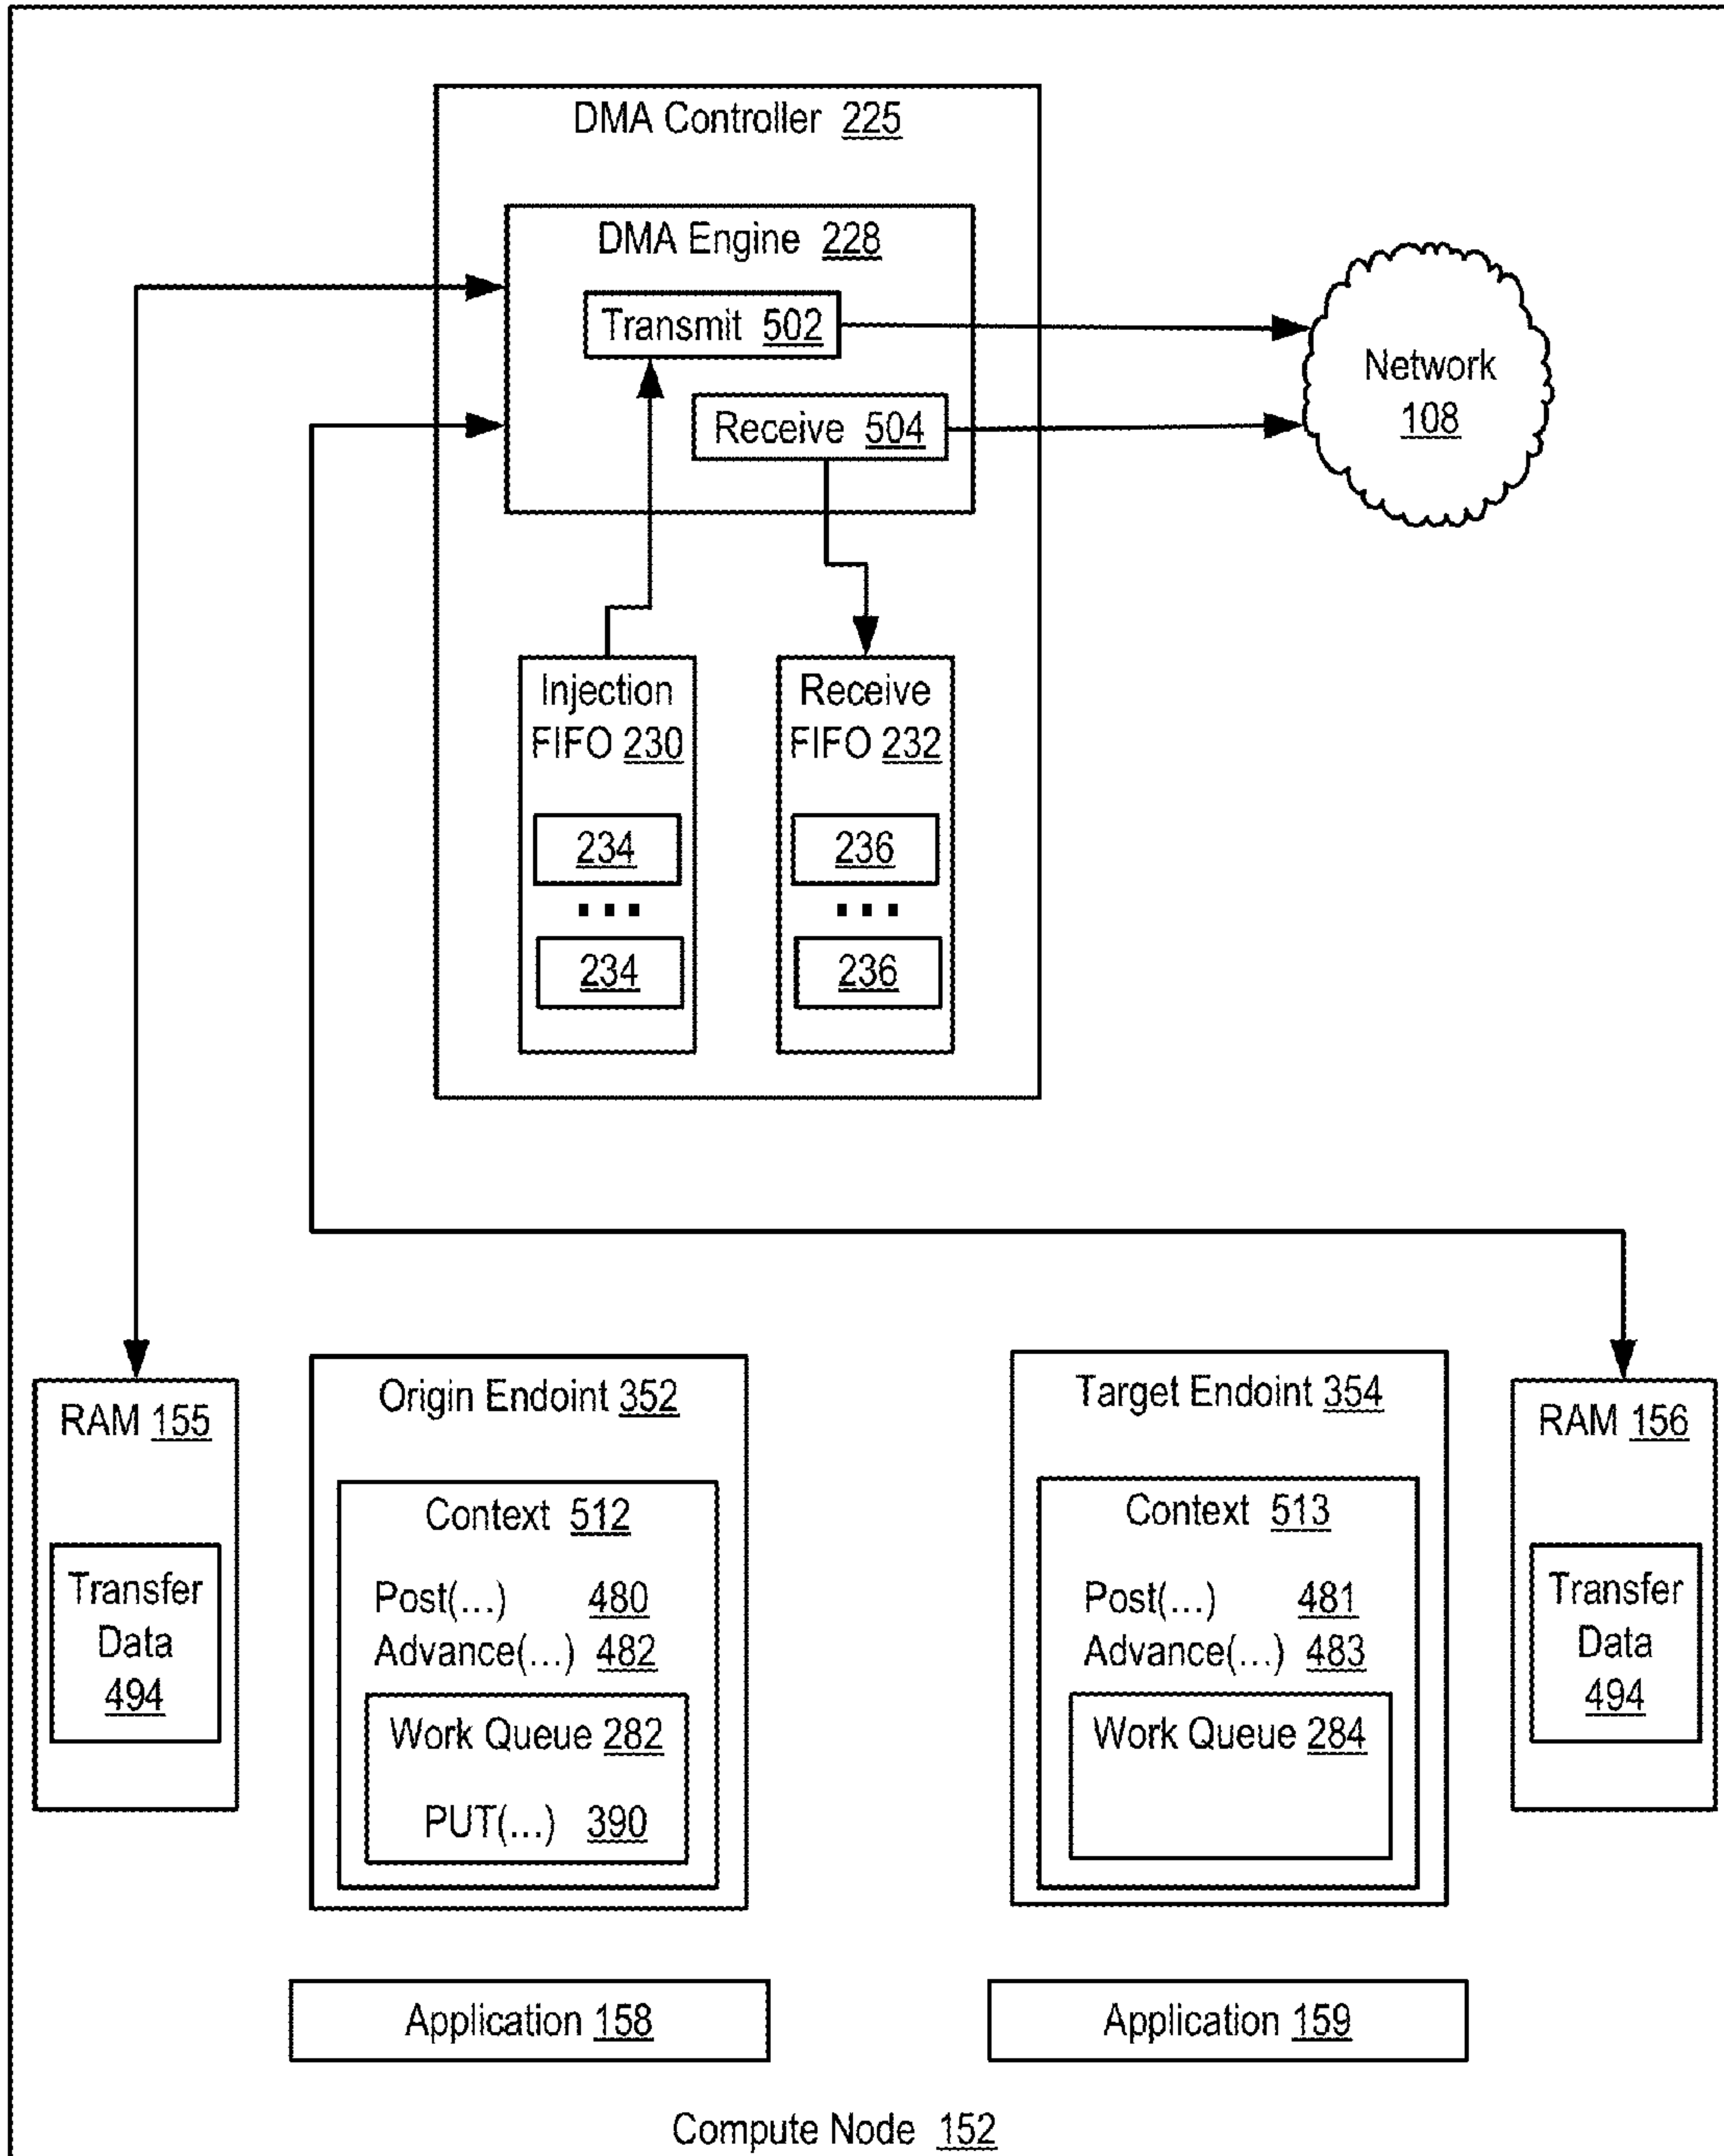 DMA Controller 225
DMA Engine 228
Transmit 502
Receive 504
Network
108
Injection
FIFO 230
234
...
234
Receive
FIFO 232
236
...
236
RAM 155
Transfer
Data
494
Origin Endoint 352
Context 512
Post(...) 480
Advance(...) 482
Work Queue 282
PUT(...) 390
Target Endoint 354
Context 513
Post(...) 481
Advance(...) 483
Work Queue 284
RAM 156
Transfer
Data
494
Application 158
Application 159
Compute Node 152